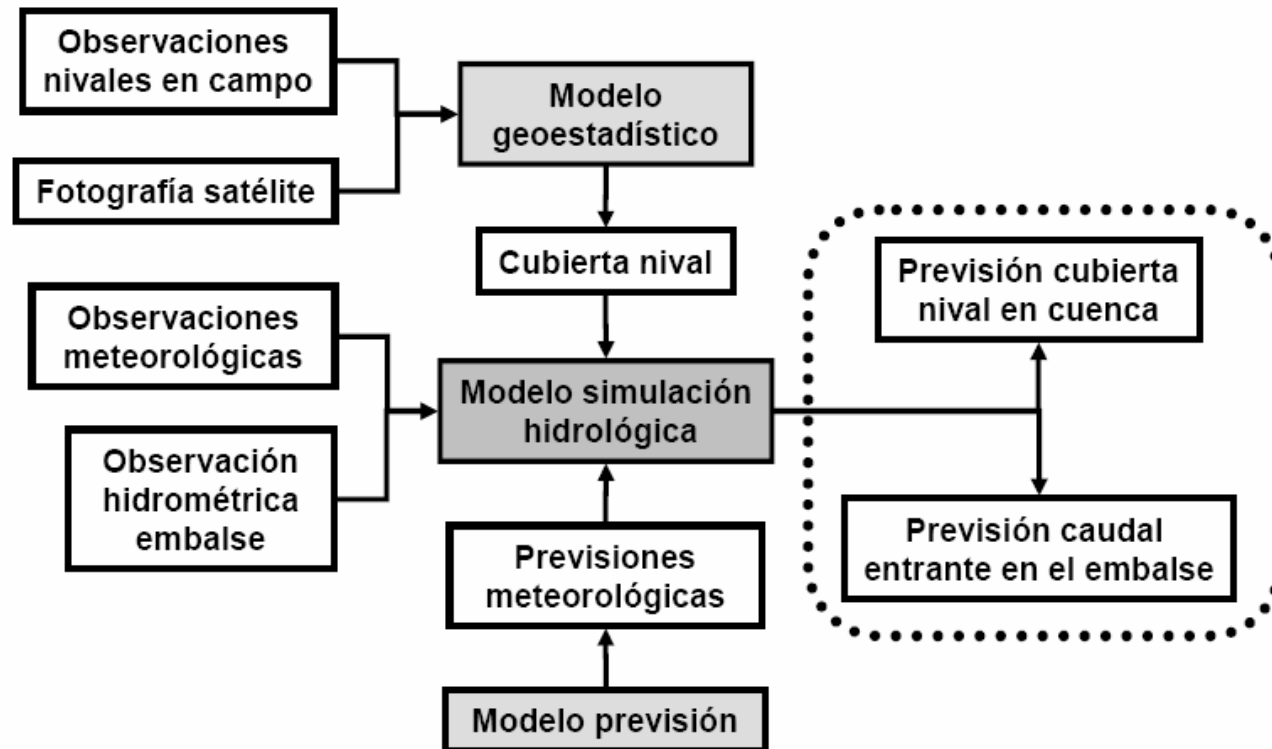 Observaciones
nivales en campo
Modelo
geoestadístico
Fotografía satélite
Cubierta nival
Previsión cubierta
nival en cuenca
Observaciones
meteorológicas
Modelo simulación
hidrológica
Observación
hidrométrica
embalse
Previsiones
meteorológicas
Previsión caudal
entrante en el embalse
Modelo previsión